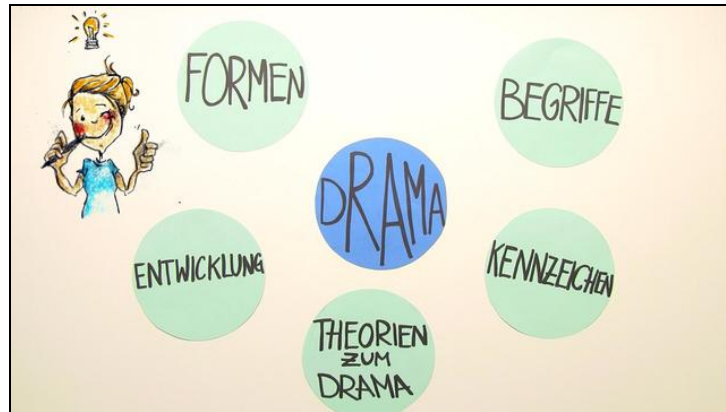 FORMEN
BEGRIFFE
DRAMA
ENTWICKLUNG
KENNZEICHEN
THEORIEN
ZUM
DRAMA